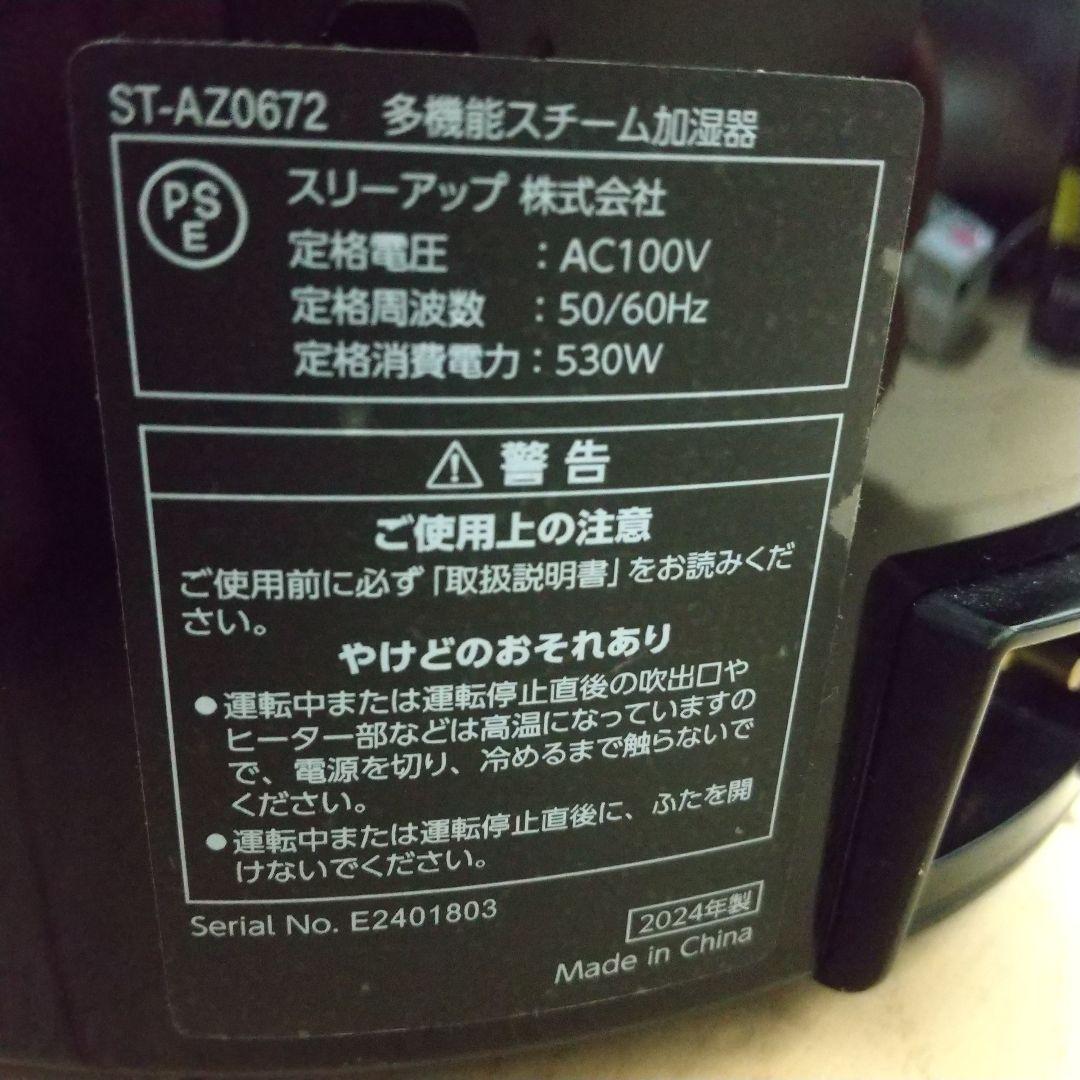 ST-AZ0672 多機能スチーム加湿器
PSE
スリーアップ 株式会社
定格電圧 : AC100V
定格周波数 : 50/60Hz
定格消費電力 : 530W
警告
ご使用上の注意
ご使用前に必ず「取扱説明書」をお読みくだ
さい。
やけどのおそれあり
●運転中または運転停止直後の吹出口や
ヒーター部などは高温になっていますの
で、電源を切り、冷めるまで触らないで
ください。
●運転中または運転停止直後に、ふたを開
けないでください。
Serial No. E2401803
2024年製
Made in China